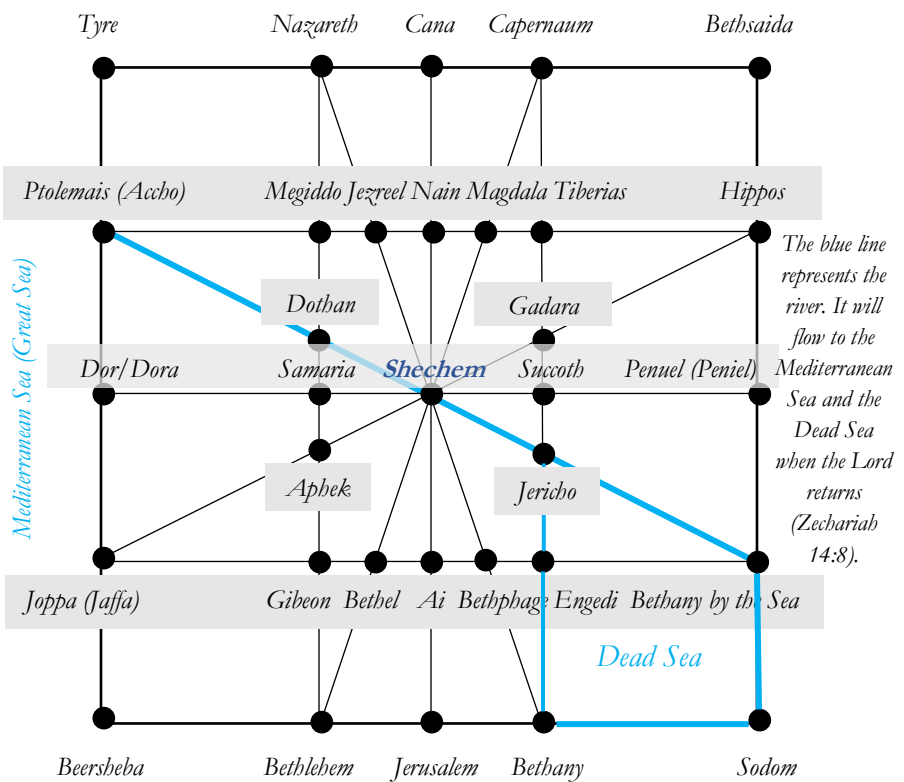 Tyre Nazareth Cana Capernaum Bethsaida
Ptolemais (Accho) Megiddo Jezreel Nain Magdala Tiberias Hippos
Mediterranean Sea (Great Sea)
Dothan Gadara
Dor/Dora Samaria Shechem Succoth Penuel (Peniel)
Aphek Jericho
The blue line
represents the
river. It will
flow to the
Mediterranean
Sea and the
Dead Sea
when the Lord
returns
(Zechariah
14:8).
Joppa (Jaffa) Gibeon Bethel Ai Bethphage Engedi Bethany by the Sea
Dead Sea
Beersheba Bethlehem Jerusalem Bethany Sodom